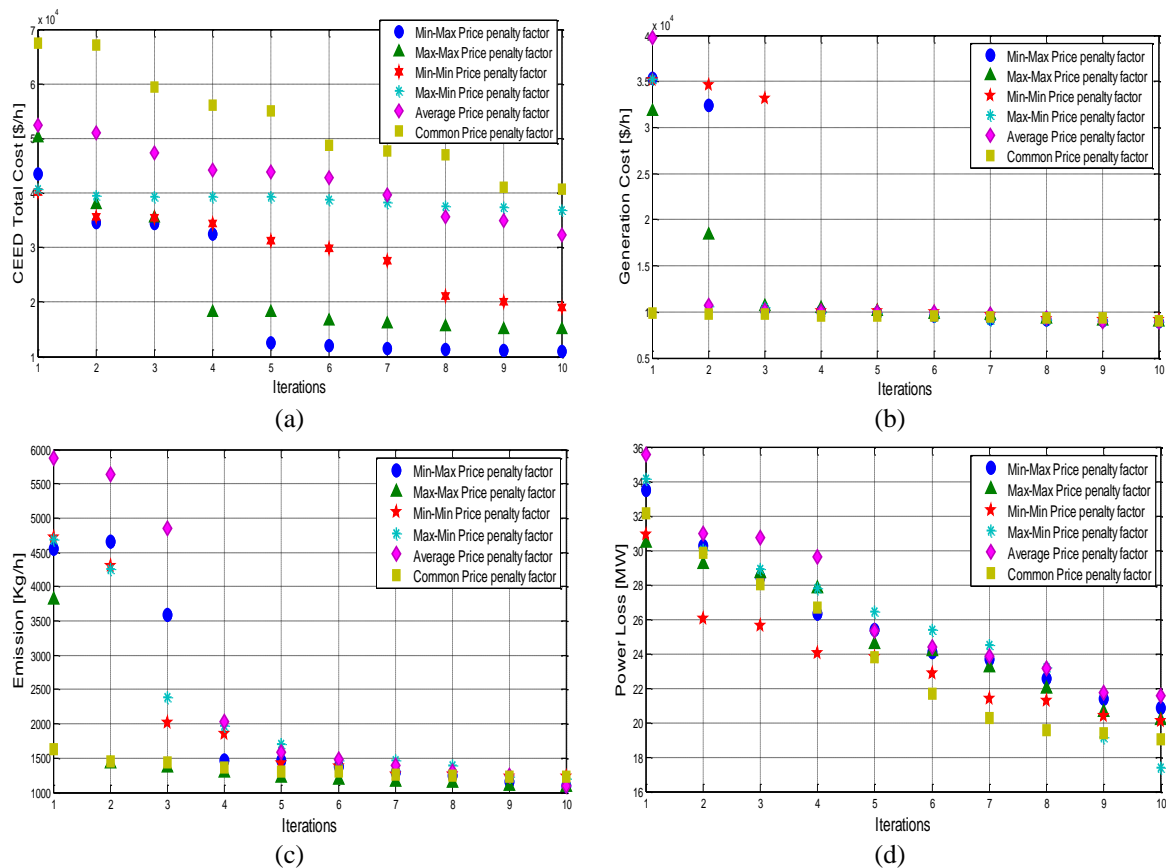 x 10^4
7
6
5
4
3
2
1
1 2 3 4 5 6 7 8 9 10
CEED Total Cost [$/h]
Iterations
Min-Max Price penalty factor
Max-Max Price penalty factor
Min-Min Price penalty factor
Max-Min Price penalty factor
Average Price penalty factor
Common Price penalty factor
(a)
x 10^4
4
3.5
3
2.5
2
1.5
1
0.5
1 2 3 4 5 6 7 8 9 10
Generation Cost [$/h]
Iterations
Min-Max Price penalty factor
Max-Max Price penalty factor
Min-Min Price penalty factor
Max-Min Price penalty factor
Average Price penalty factor
Common Price penalty factor
(b)
6000
5500
5000
4500
4000
3500
3000
2500
2000
1500
1000
1 2 3 4 5 6 7 8 9 10
Emission [Kg/h]
Iterations
Min-Max Price penalty factor
Max-Max Price penalty factor
Min-Min Price penalty factor
Max-Min Price penalty factor
Average Price penalty factor
Common Price penalty factor
(c)
36
34
32
30
28
26
24
22
20
18
16
1 2 3 4 5 6 7 8 9 10
Power Loss [MW]
Iterations
Min-Max Price penalty factor
Max-Max Price penalty factor
Min-Min Price penalty factor
Max-Min Price penalty factor
Average Price penalty factor
Common Price penalty factor
(d)